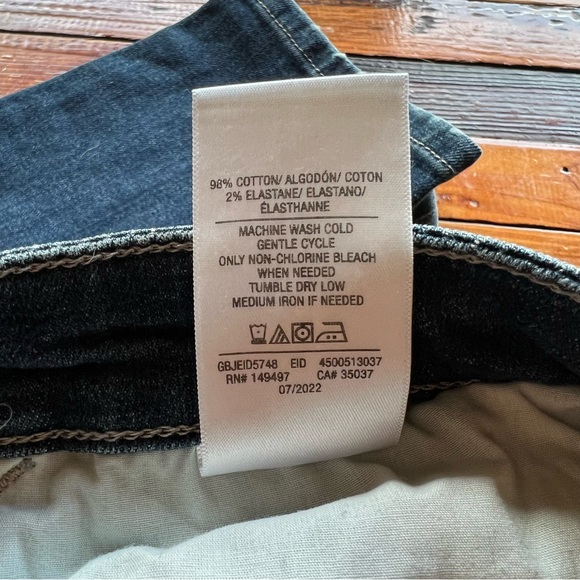 98% COTTON/ ALGODÓN/ COTON
2% ELASTANE/ ELASTANO/
ÉLASTHANNE
MACHINE WASH COLD
GENTLE CYCLE
ONLY NON-CHLORINE BLEACH
WHEN NEEDED
TUMBLE DRY LOW
MEDIUM IRON IF NEEDED
GBJEID5748 EID 4500513037
RN# 149497 CA# 35037
07/2022